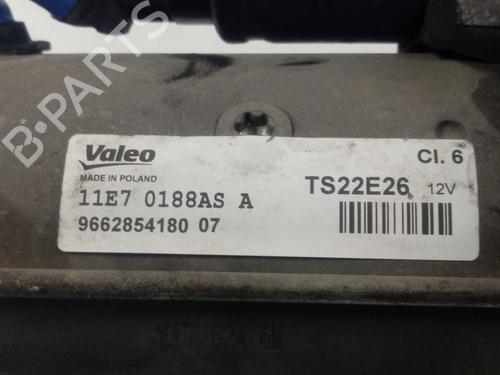 B-PARTS
Valeo
Cl. 6
MADE IN POLAND
11E7 0188AS A
TS22E26 12V
9662854180 07